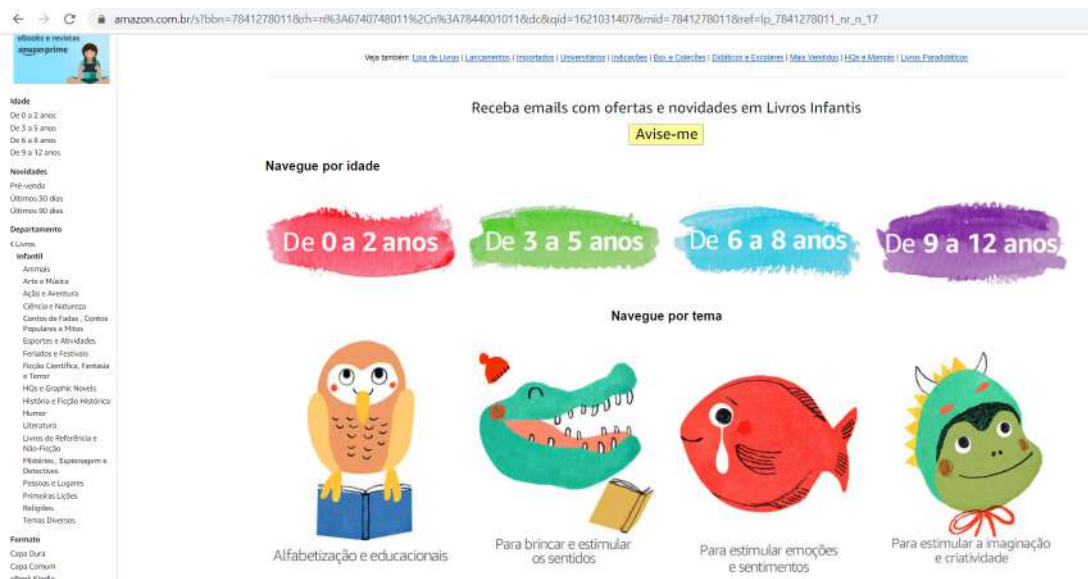 amazon.com.br/s?bbn=7841278011&rh=n%3A6740748011%2Cn%3A7844001011&dc&qid=1621031407&rnid=7841278011&ref=lp_7841278011_nr_n_17
eBooks e revistas
amazonprime
Veja também: Loja de Livros | Lançamentos | Importados | Universitários | Indicações | Box e Coleções | Didáticos e Escolares | Mais Vendidos | HQs e Mangás | Livros Paradidáticos
Receba emails com ofertas e novidades em Livros Infantis
Avise-me
Idade
De 0 a 2 anos
De 3 a 5 anos
De 6 a 8 anos
De 9 a 12 anos
Novidades
Pré-venda
Últimos 30 dias
Últimos 90 dias
Departamento
‹ Livros
Infantil
Animais
Arte e Música
Ação e Aventura
Ciência e Natureza
Contos de Fadas , Contos
Populares e Mitos
Esportes e Atividades
Feriados e Festivais
Ficção Científica, Fantasia
e Terror
HQs e Graphic Novels
História e Ficção Histórica
Humor
Literatura
Livros de Referência e
Não-Ficção
Mistérios , Espionagem e
Detectives
Pessoas e Lugares
Primeiras Lições
Religiões
Temas Diversos
Formato
Capa Dura
Capa Comum
eBook Kindle
Navegue por idade
De 0 a 2 anos
De 3 a 5 anos
De 6 a 8 anos
De 9 a 12 anos
Navegue por tema
Alfabetização e educacionais
Para brincar e estimular
os sentidos
Para estimular emoções
e sentimentos
Para estimular a imaginação
e criatividade